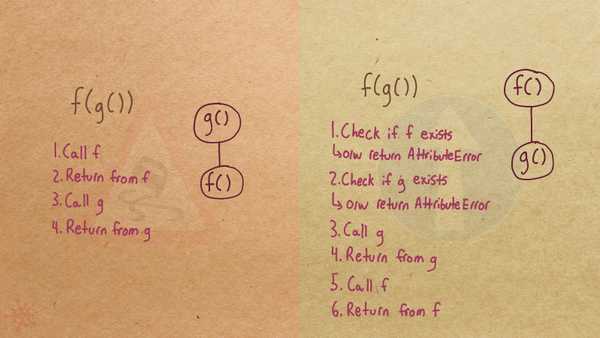 f(g())
1. Call f
2. Return from f
3. Call g
4. Return from g
g()
f()
f(g())
1. Check if f exists
↳ o/w return AttributeError
2. Check if g exists
↳ o/w return AttributeError
3. Call g
4. Return from g
5. Call f
6. Return from f
f()
g()